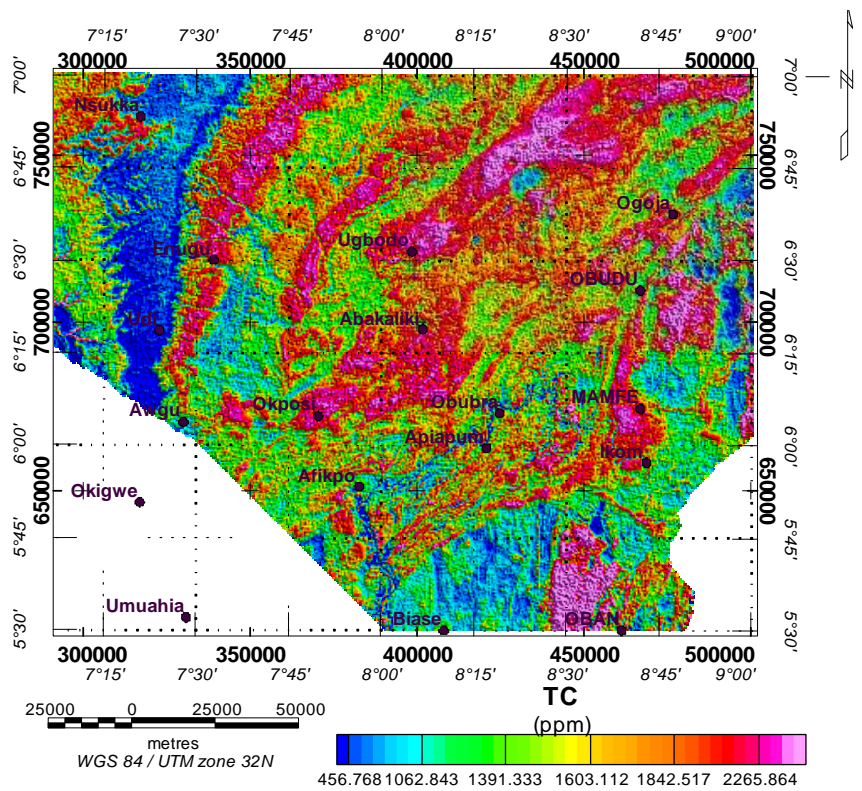 7°15' 7°30' 7°45' 8°00' 8°15' 8°30' 8°45' 9°00'
300000 350000 400000 450000 500000
7°00' 7°00'
N
Nsukka
750000 750000
6°45' 6°45'
Ogoja
Ugbodo
Enugu
6°30' 6°30'
OBUDU
Udi Abakaliki
700000 700000
6°15' 6°15'
Okposi Obubra MAMFE
Awgu
Apiapum
6°00' 6°00'
Ikom
Afikpo
Okigwe
650000 650000
5°45' 5°45'
Umuahia
Biase OBAN
5°30' 5°30'
300000 350000 400000 450000 500000
7°15' 7°30' 7°45' 8°00' 8°15' 8°30' 8°45' 9°00'
TC
(ppm)
25000 0 25000 50000
metres
WGS 84 / UTM zone 32N
456.768 1062.843 1391.333 1603.112 1842.517 2265.864